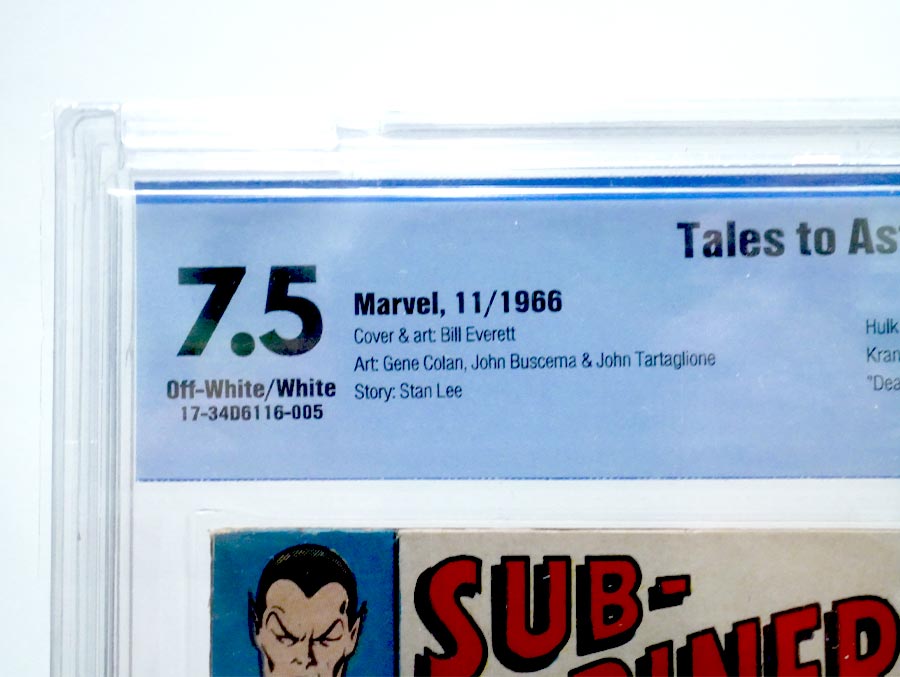 Tales to As
7.5
Marvel, 11/1966
Cover & art: Bill Everett
Art: Gene Colan, John Buscema & John Tartaglione
Story: Stan Lee
Off-White/White
17-34D6116-005
Hulk
Kran
"Dea
SUB-